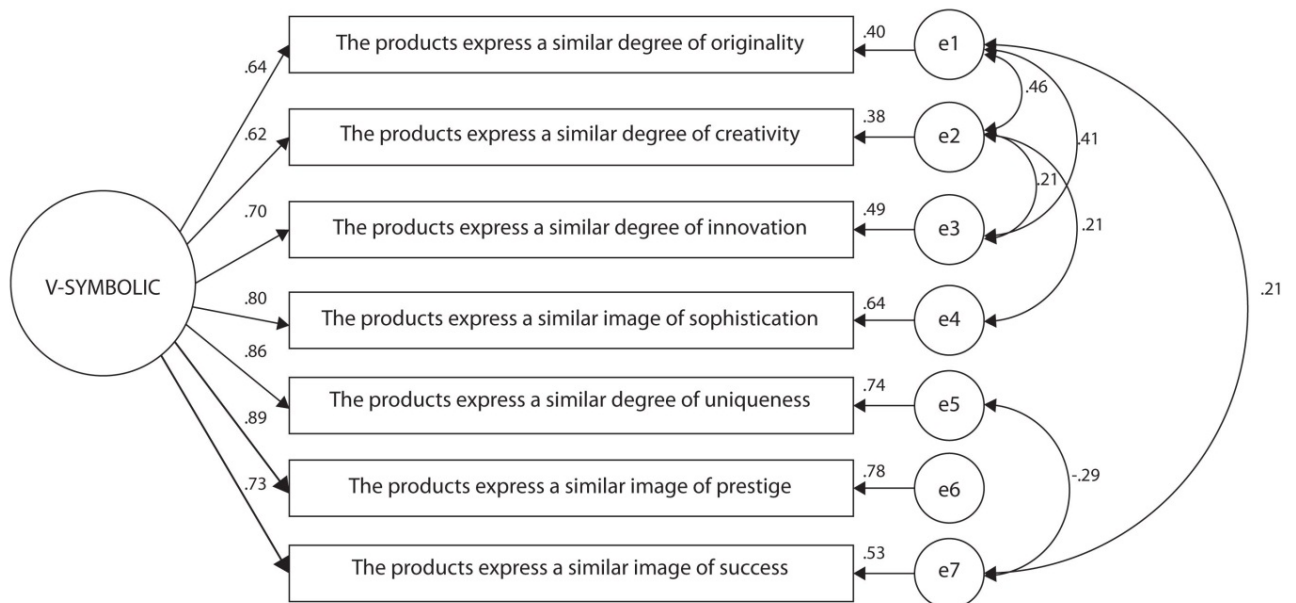 The products express a similar degree of originality
.40
e1
.64
.46
The products express a similar degree of creativity
.38
e2
.62
.41
.21
The products express a similar degree of innovation
.49
e3
.70
.21
V-SYMBOLIC
.21
The products express a similar image of sophistication
.64
e4
.80
The products express a similar degree of uniqueness
.74
e5
.86
The products express a similar image of prestige
.78
e6
.89
-.29
The products express a similar image of success
.53
e7
.73